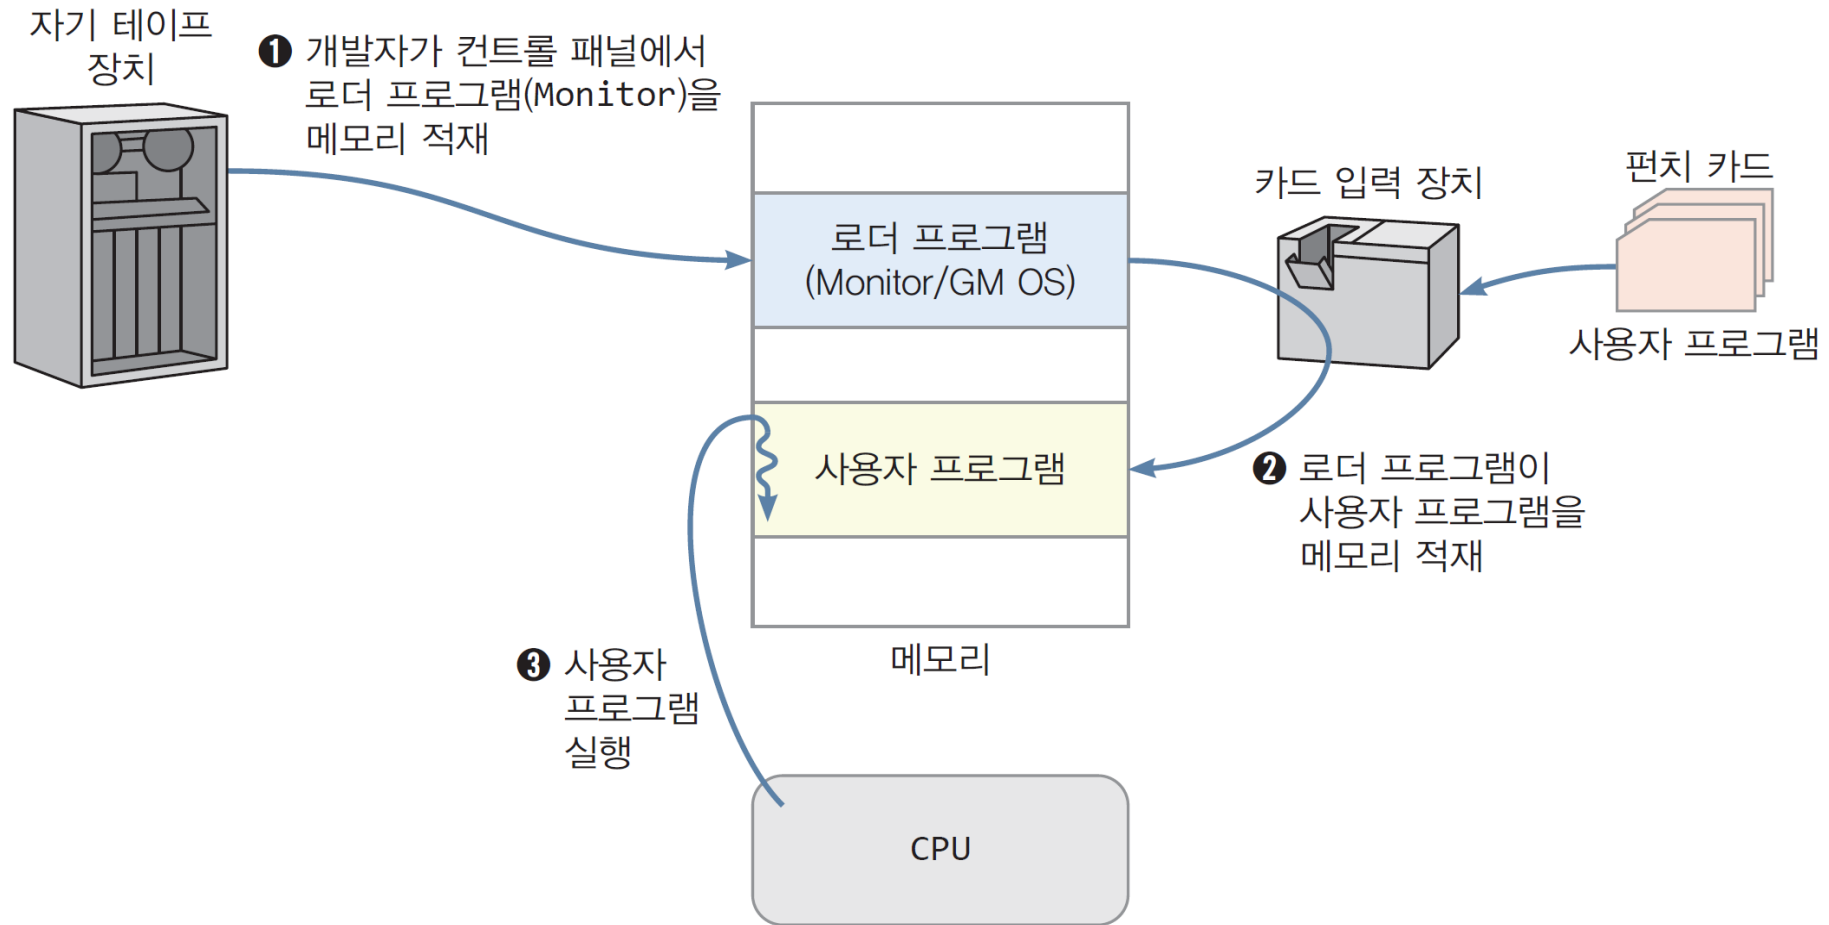 자기 테이프
장치
❶ 개발자가 컨트롤 패널에서
로더 프로그램(Monitor)을
메모리 적재
로더 프로그램
(Monitor/GM OS)
카드 입력 장치
펀치 카드
사용자 프로그램
사용자 프로그램
❷ 로더 프로그램이
사용자 프로그램을
메모리 적재
메모리
❸ 사용자
프로그램
실행
CPU